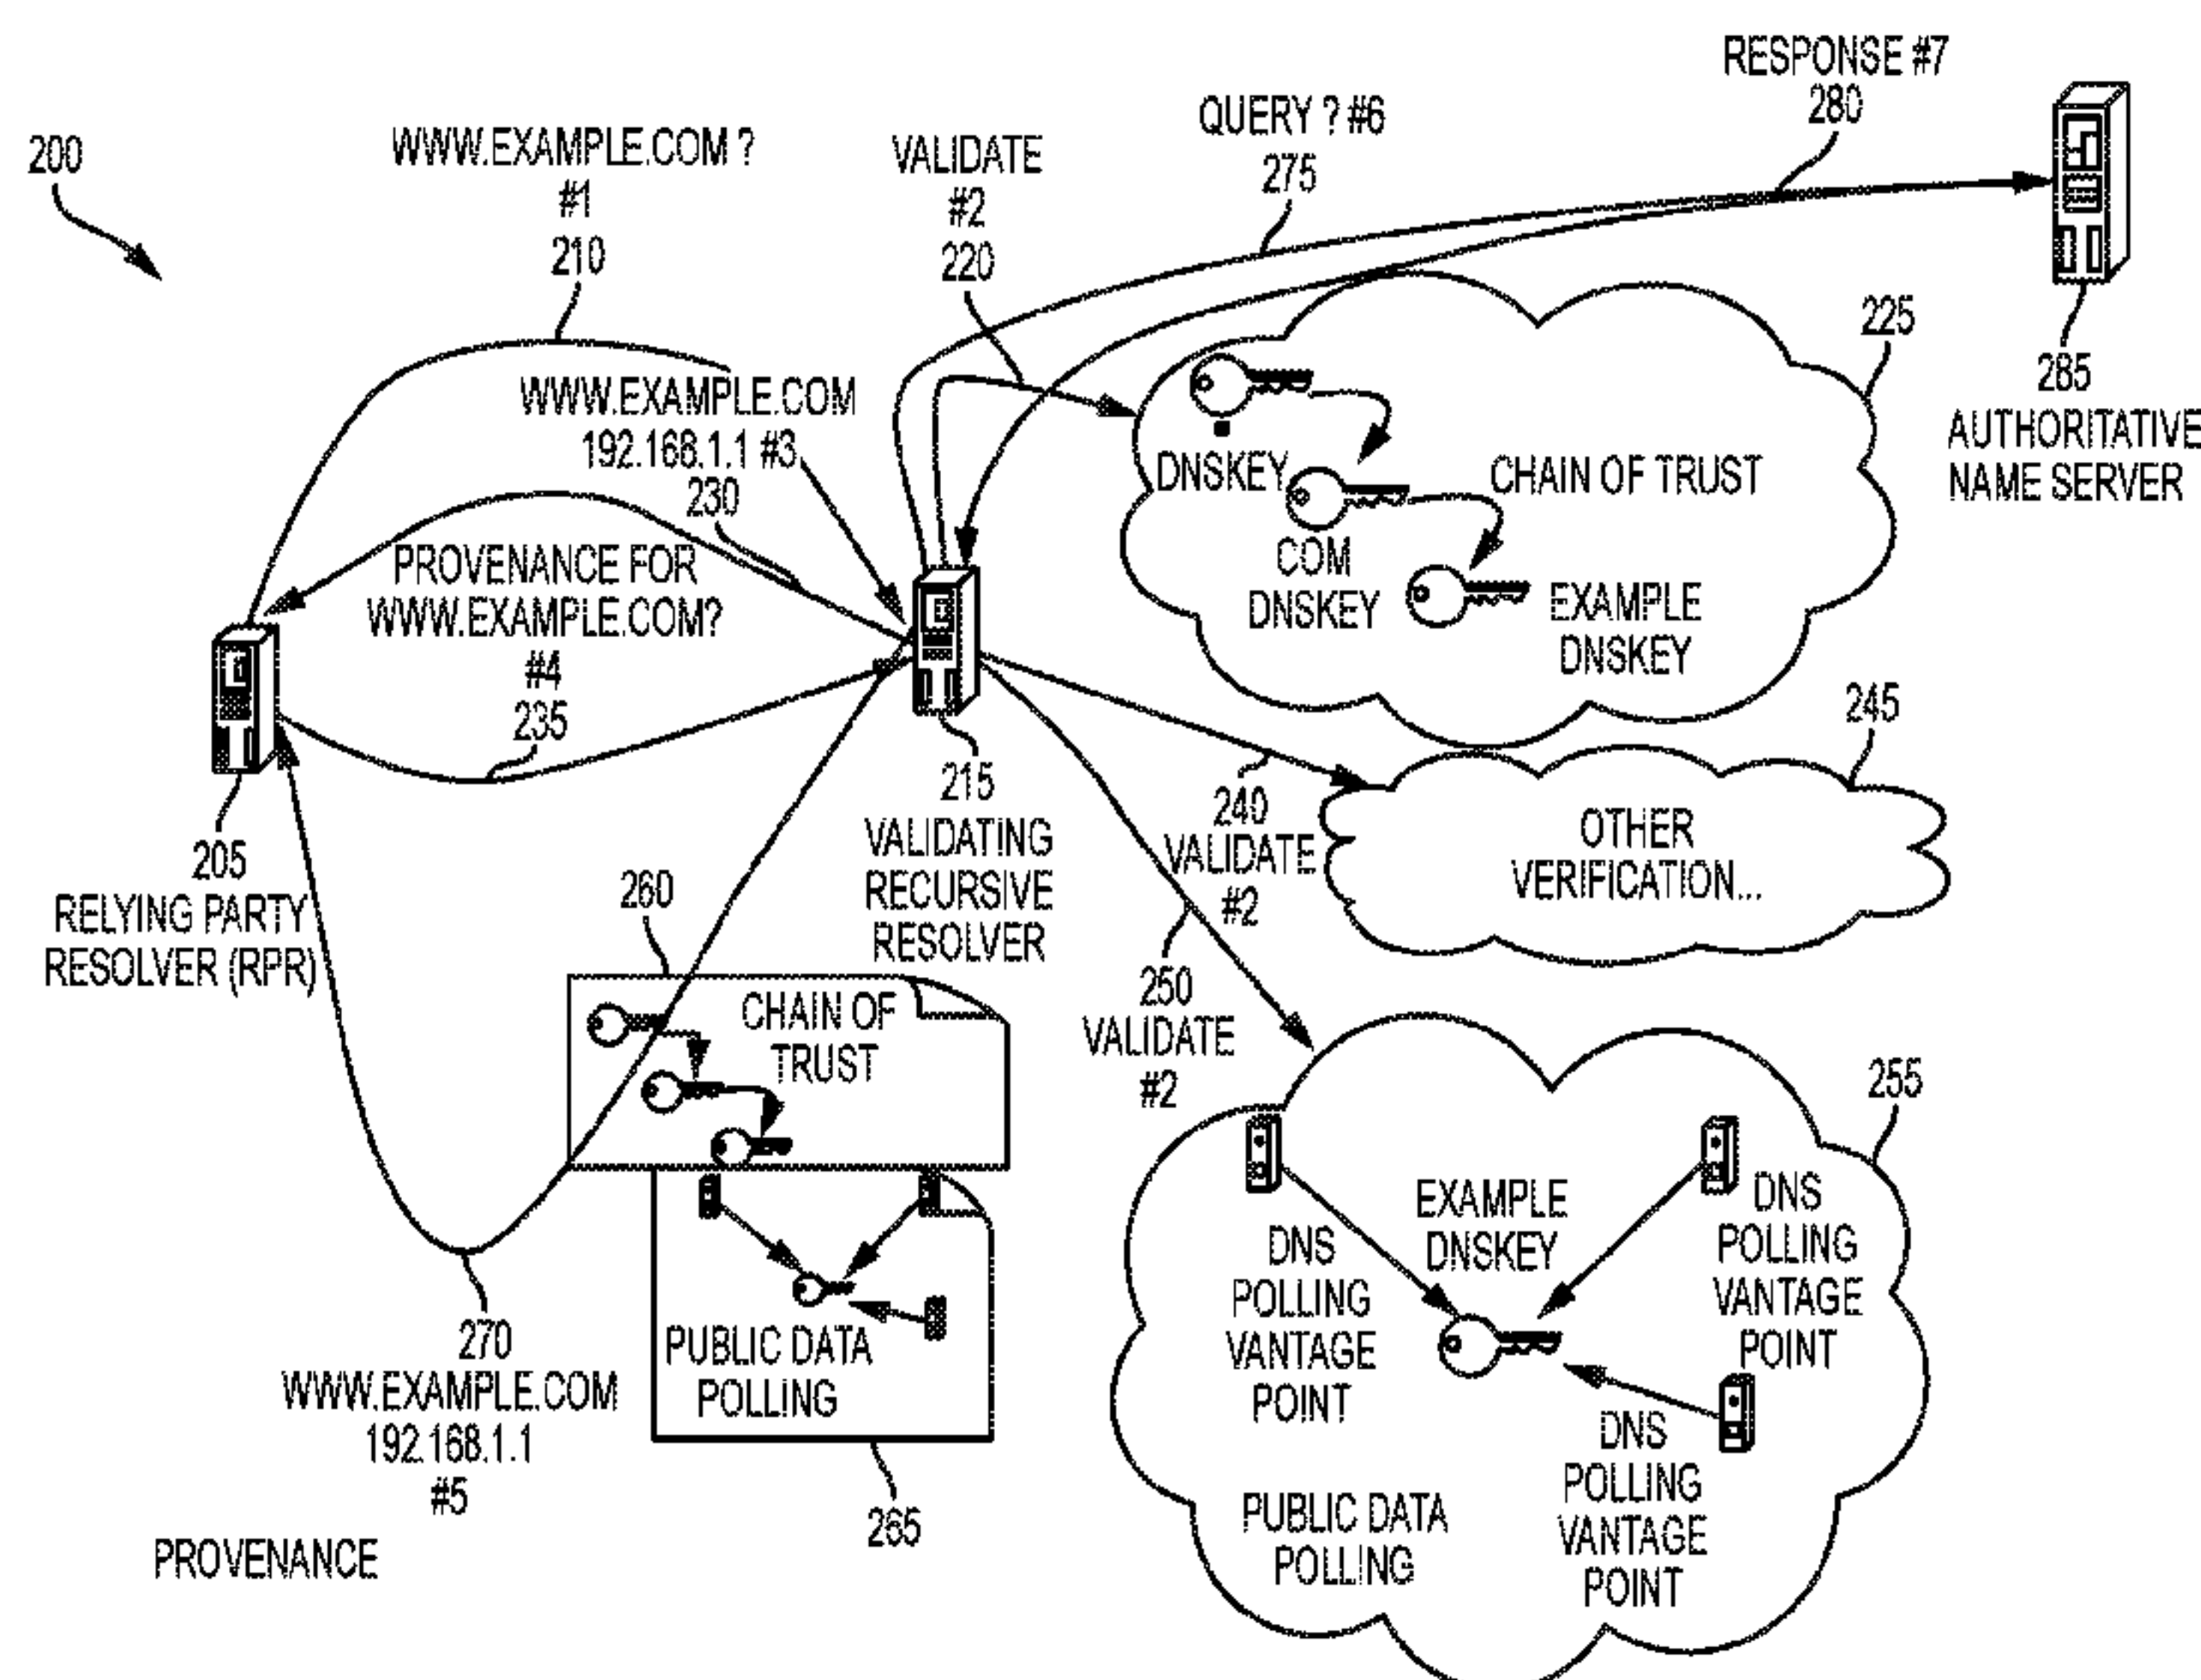 200
WWW.EXAMPLE.COM ?
#1
210
VALIDATE
#2
220
QUERY ? #6
275
RESPONSE #7
280
285
AUTHORITATIVE
NAME SERVER
WWW.EXAMPLE.COM
192.168.1.1 #3
230
PROVENANCE FOR
WWW.EXAMPLE.COM?
#4
235
205
RELYING PARTY
RESOLVER (RPR)
215
VALIDATING
RECURSIVE
RESOLVER
225
DNSKEY
CHAIN OF TRUST
COM
DNSKEY
EXAMPLE
DNSKEY
240
VALIDATE
#2
245
OTHER
VERIFICATION...
250
VALIDATE
#2
255
DNS
POLLING
VANTAGE
POINT
EXAMPLE
DNSKEY
DNS
POLLING
VANTAGE
POINT
DNS
POLLING
VANTAGE
POINT
PUBLIC DATA
POLLING
260
CHAIN OF
TRUST
PUBLIC DATA
POLLING
265
270
WWW.EXAMPLE.COM
192.168.1.1
#5
PROVENANCE